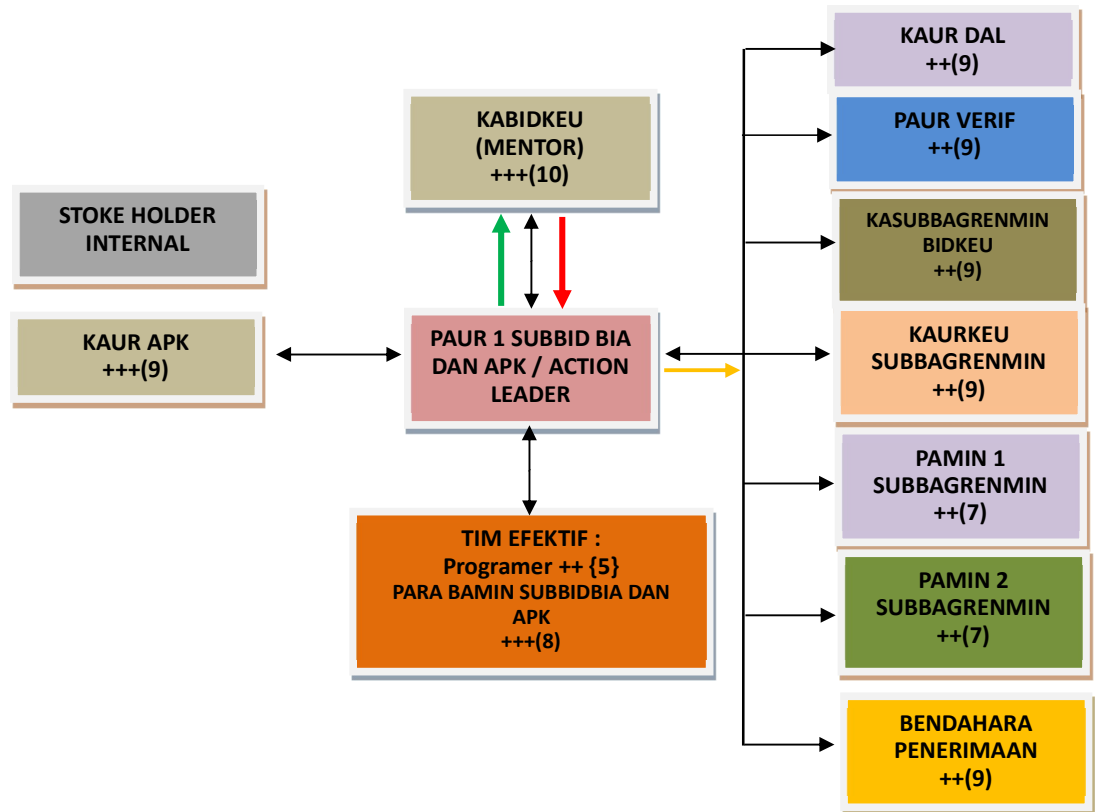 KABIDKEU
(MENTOR)
+++(10)
STOKE HOLDER
INTERNAL
KAUR APK
+++(9)
PAUR 1 SUBBID BIA
DAN APK / ACTION
LEADER
TIM EFEKTIF :
Programer ++ {5}
PARA BAMIN SUBBIDBIA DAN
APK
+++(8)
KAUR DAL
++(9)
PAUR VERIF
++(9)
KASUBBAGRENMIN
BIDKEU
++(9)
KAURKEU
SUBBAGRENMIN
++(9)
PAMIN 1
SUBBAGRENMIN
++(7)
PAMIN 2
SUBBAGRENMIN
++(7)
BENDAHARA
PENERIMAAN
++(9)